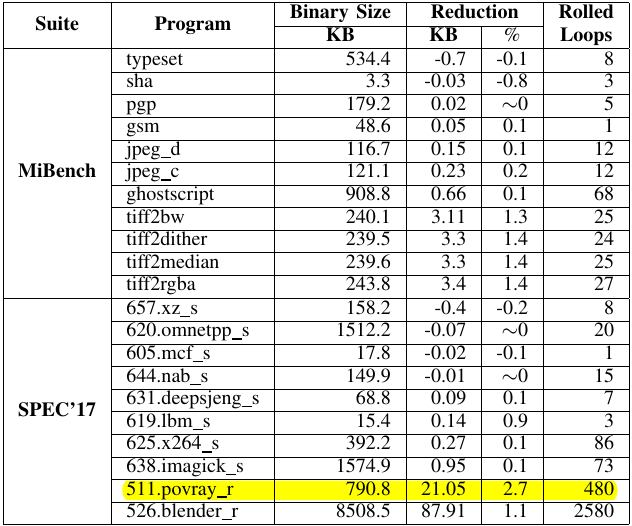 Suite Program Binary Size Reduction Rolled
KB KB % Loops
MiBench
typeset 534.4 -0.7 -0.1 8
sha 3.3 -0.03 -0.8 3
pgp 179.2 0.02 ∼0 5
gsm 48.6 0.05 0.1 1
jpeg_d 116.7 0.15 0.1 12
jpeg_c 121.1 0.23 0.2 12
ghostscript 908.8 0.66 0.1 68
tiff2bw 240.1 3.11 1.3 25
tiff2dither 239.5 3.3 1.4 24
tiff2median 239.6 3.3 1.4 25
tiff2rgba 243.8 3.4 1.4 27
SPEC'17
657.xz_s 158.2 -0.4 -0.2 8
620.omnetpp_s 1512.2 -0.07 ∼0 20
605.mcf_s 17.8 -0.02 -0.1 1
644.nab_s 149.9 -0.01 ∼0 15
631.deepsjeng_s 68.8 0.09 0.1 7
619.lbm_s 15.4 0.14 0.9 3
625.x264_s 392.2 0.27 0.1 86
638.imagick_s 1574.9 0.95 0.1 73
511.povray_r 790.8 21.05 2.7 480
526.blender_r 8508.5 87.91 1.1 2580